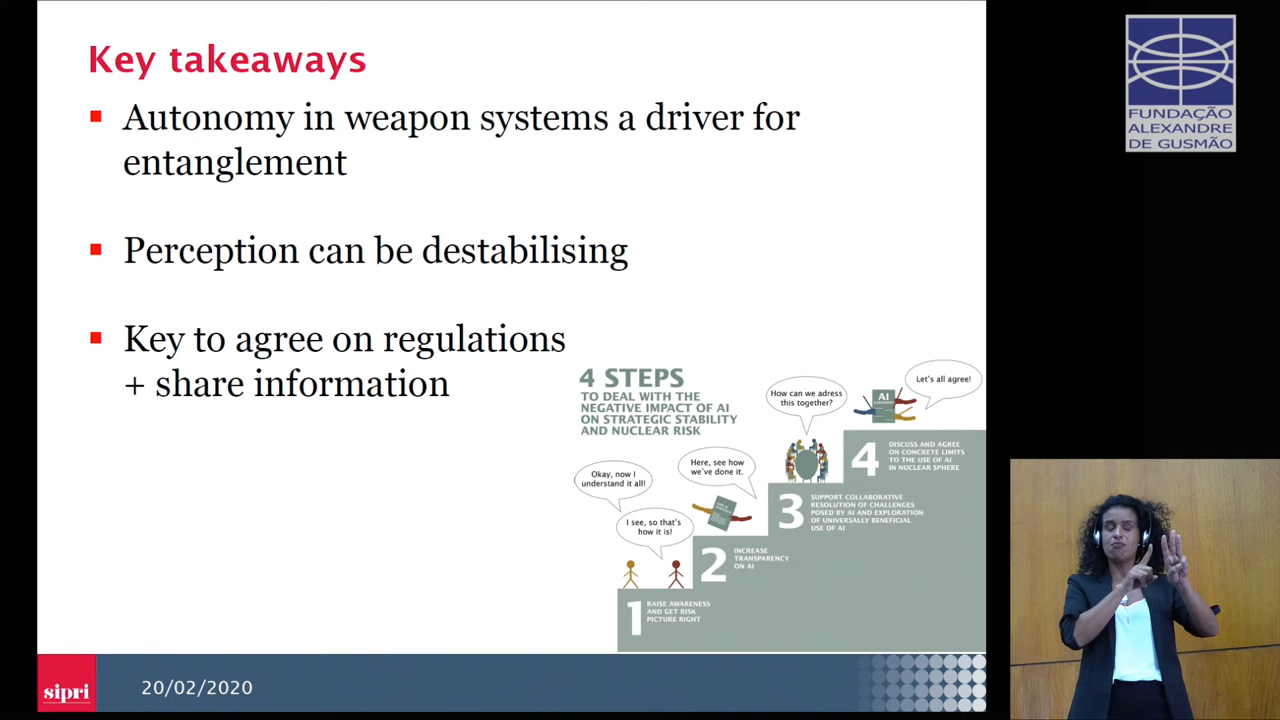 Key takeaways
Autonomy in weapon systems a driver for
entanglement
Perception can be destabilising
Key to agree on regulations
+ share information
4 STEPS
TO DEAL WITH THE
NEGATIVE IMPACT OF AI
ON STRATEGIC STABILITY
AND NUCLEAR RISK
Okay, now I
understand it all!
I see, so that's
how it is!
1
RAISE AWARENESS
AND GET RISK
PICTURE RIGHT
Here, see how
we've done it.
2
INCREASE
TRANSPARENCY
ON AI
How can we adress
this together?
3
SUPPORT COLLABORATIVE
RESOLUTION OF CHALLENGES
POSED BY AI AND EXPLORATION
OF UNIVERSALLY BENEFICIAL
USE OF AI
AI
Let's all agree!
4
DISCUSS AND AGREE
ON CONCRETE LIMITS
TO THE USE OF AI
IN NUCLEAR SPHERE
sipri
20/02/2020
FUNDAÇÃO
ALEXANDRE
DE GUSMÃO